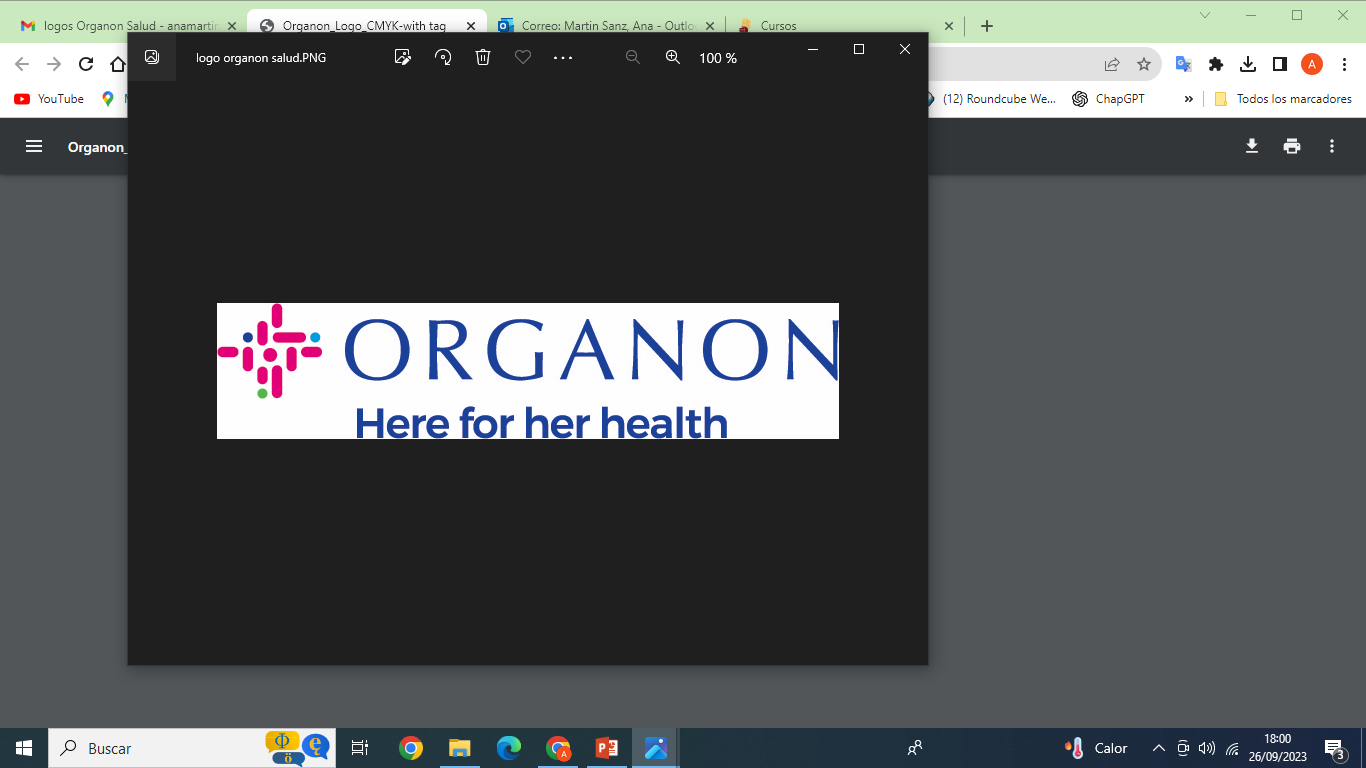 logos Organon Salud - anamartin
Organon_Logo_CMYK-with tag
Correo: Martin Sanz, Ana - Outlo
Cursos
logo organon salud.PNG
100 %
A
YouTube
(12) Roundcube We...
ChapGPT
»
Todos los marcadores
Organon_
ORGANON
Here for her health
Buscar
Calor
18:00
26/09/2023
3